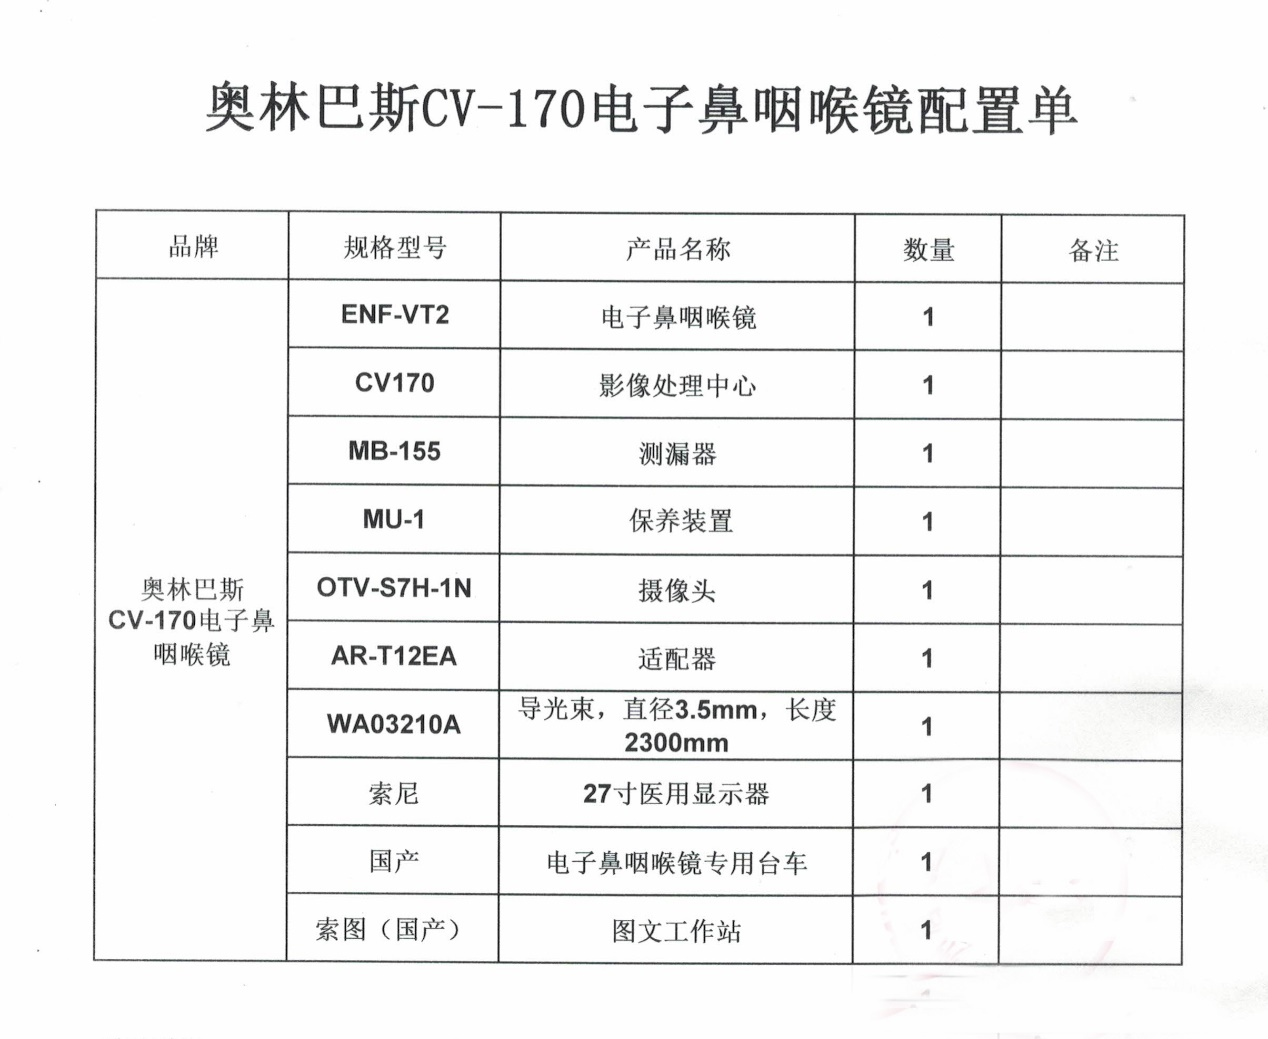 奥林巴斯CV-170电子鼻咽喉镜配置单
品牌 规格型号 产品名称 数量 备注
ENF-VT2 电子鼻咽喉镜 1
CV170 影像处理中心 1
MB-155 测漏器 1
MU-1 保养装置 1
奥林巴斯
CV-170电子鼻
咽喉镜
OTV-S7H-1N 摄像头 1
AR-T12EA 适配器 1
WA03210A 导光束，直径3.5mm，长度
2300mm 1
索尼 27寸医用显示器 1
国产 电子鼻咽喉镜专用台车 1
索图（国产） 图文工作站 1